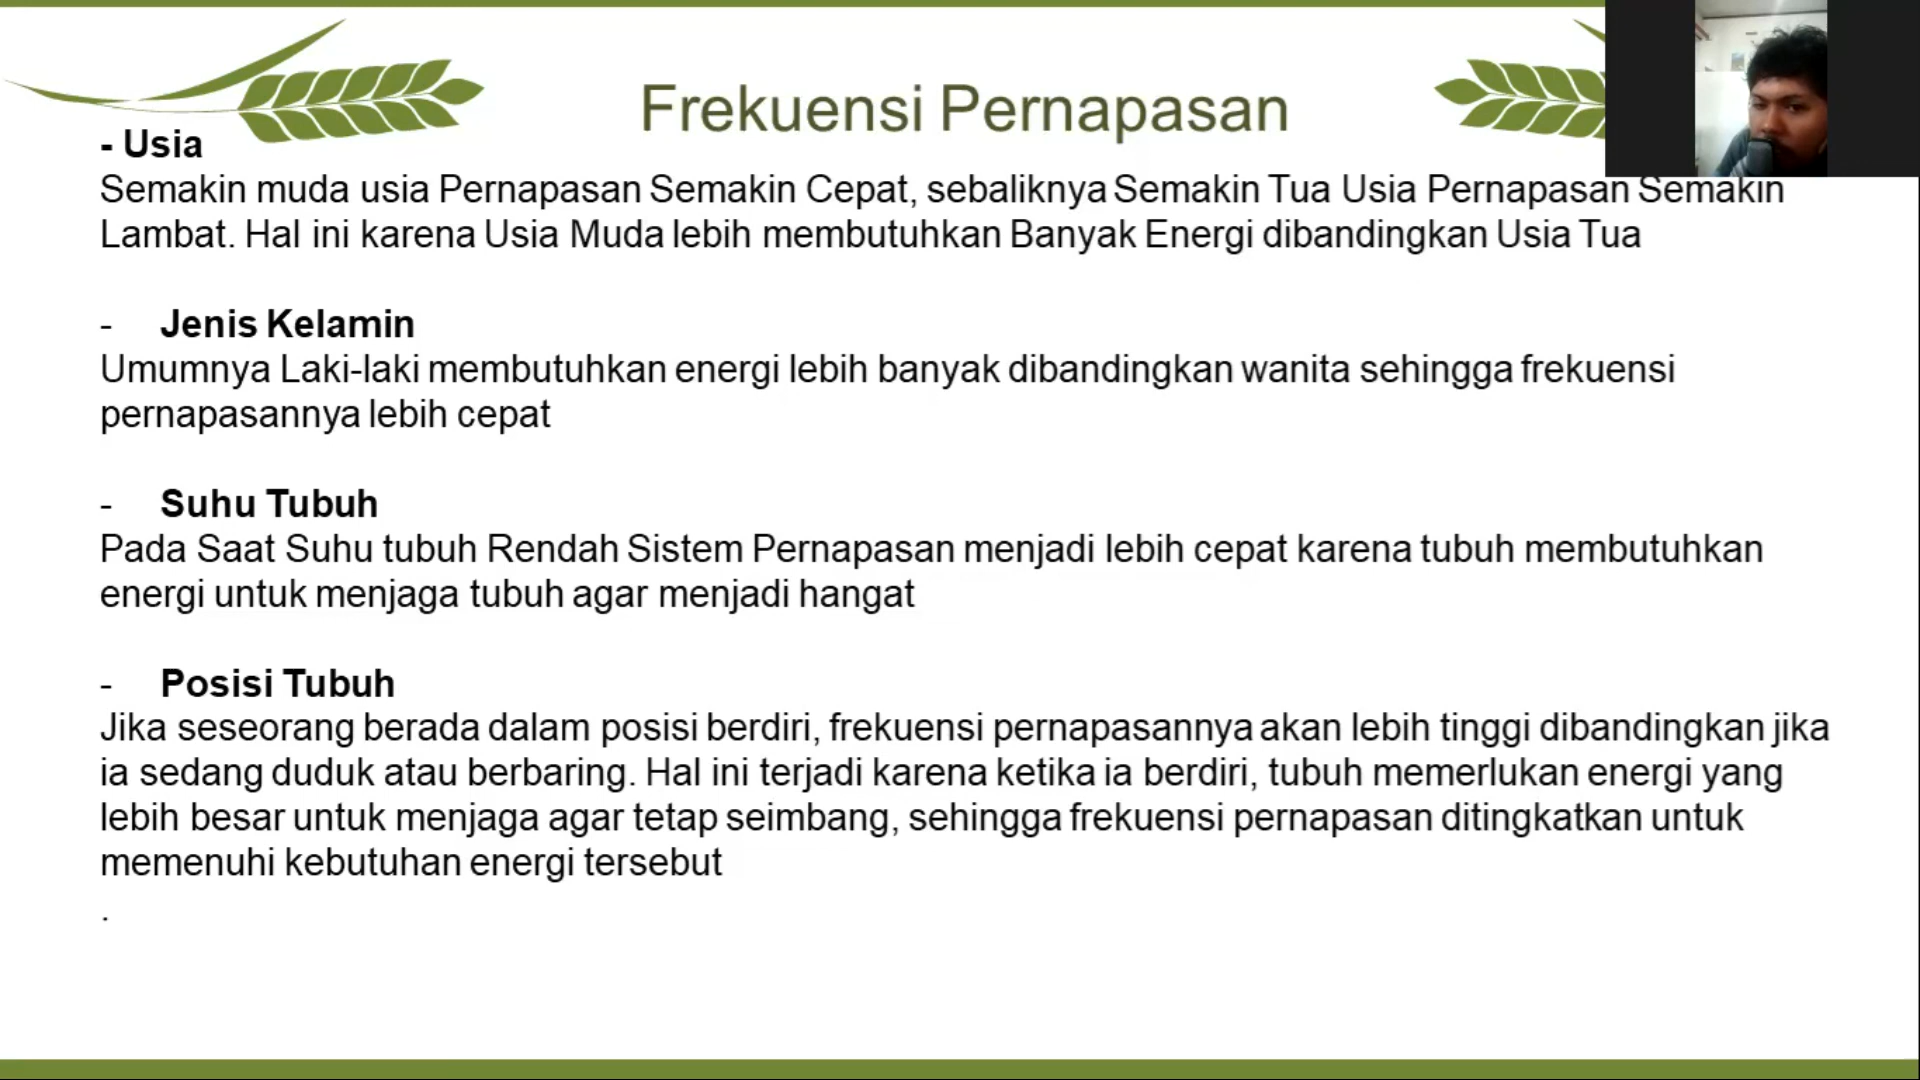 Frekuensi Pernapasan
- Usia
Semakin muda usia Pernapasan Semakin Cepat, sebaliknya Semakin Tua Usia Pernapasan Semakin
Lambat. Hal ini karena Usia Muda lebih membutuhkan Banyak Energi dibandingkan Usia Tua
- Jenis Kelamin
Umumnya Laki-laki membutuhkan energi lebih banyak dibandingkan wanita sehingga frekuensi
pernapasannya lebih cepat
- Suhu Tubuh
Pada Saat Suhu tubuh Rendah Sistem Pernapasan menjadi lebih cepat karena tubuh membutuhkan
energi untuk menjaga tubuh agar menjadi hangat
- Posisi Tubuh
Jika seseorang berada dalam posisi berdiri, frekuensi pernapasannya akan lebih tinggi dibandingkan jika
ia sedang duduk atau berbaring. Hal ini terjadi karena ketika ia berdiri, tubuh memerlukan energi yang
lebih besar untuk menjaga agar tetap seimbang, sehingga frekuensi pernapasan ditingkatkan untuk
memenuhi kebutuhan energi tersebut
.